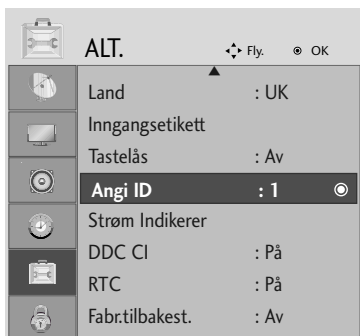 ALT. Fly. OK
Land : UK
Inngangsetikett
Tastelås : Av
Angi ID : 1
Strøm Indikerer
DDC CI : På
RTC : På
Fabr.tilbakest. : Av